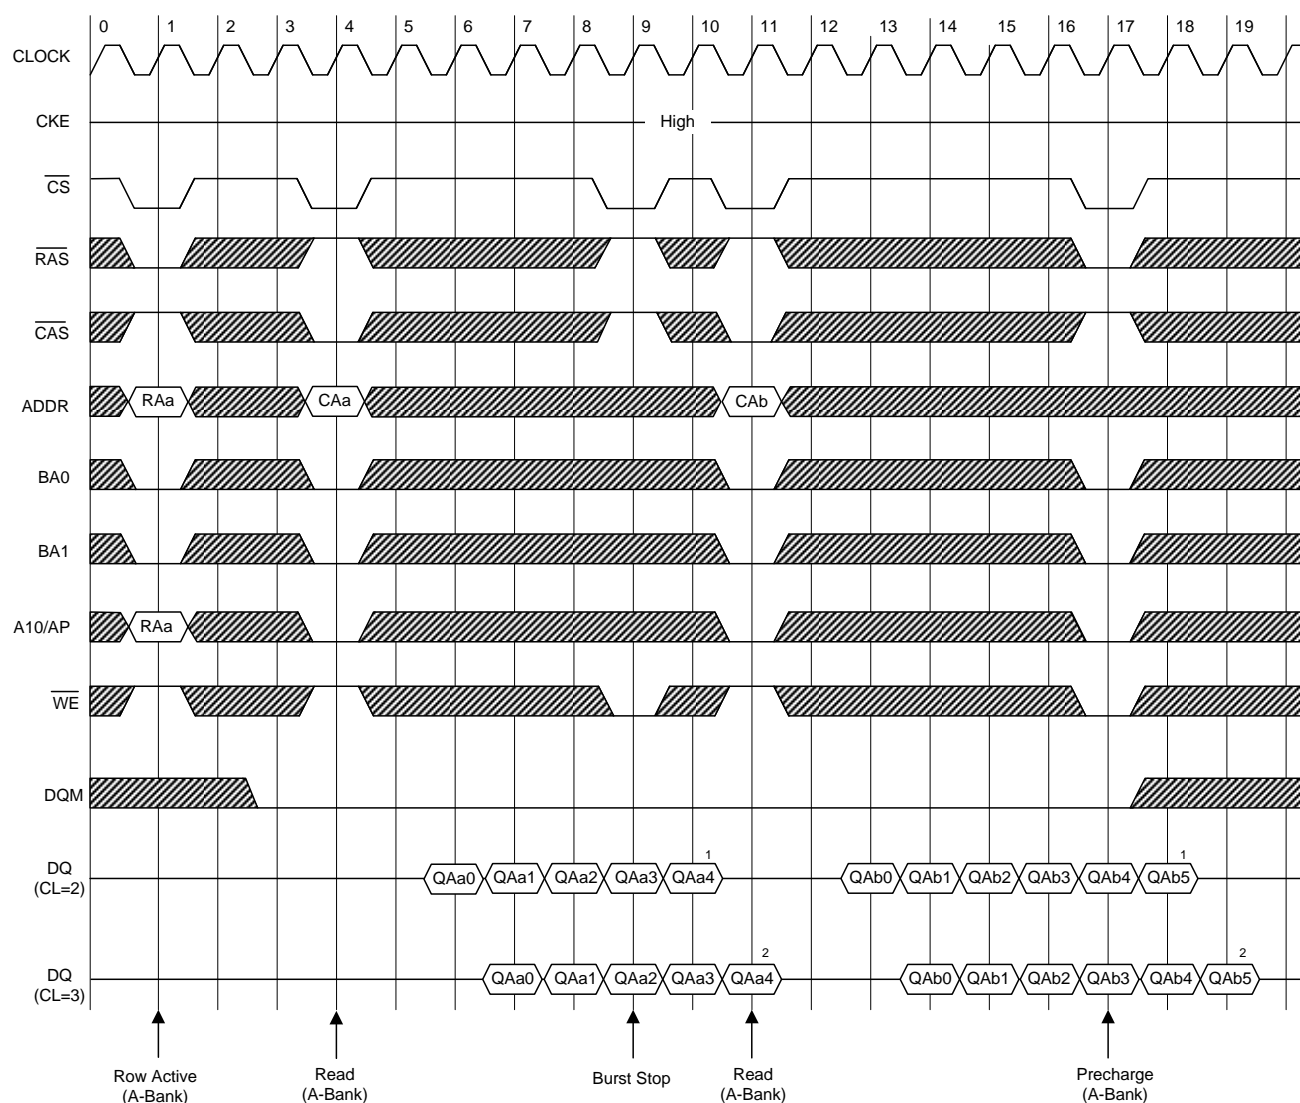 0 1 2 3 4 5 6 7 8 9 10 11 12 13 14 15 16 17 18 19
CLOCK
CKE
High
CS
RAS
CAS
ADDR
RAa CAa CAb
BA0
BA1
A10/AP
RAa
WE
DQM
DQ
(CL=2)
QAa0 QAa1 QAa2 QAa3 QAa4 1 QAb0 QAb1 QAb2 QAb3 QAb4 QAb5 1
DQ
(CL=3)
QAa0 QAa1 QAa2 QAa3 QAa4 2 QAb0 QAb1 QAb2 QAb3 QAb4 QAb5 2
Row Active
(A-Bank)
Read
(A-Bank)
Burst Stop
Read
(A-Bank)
Precharge
(A-Bank)